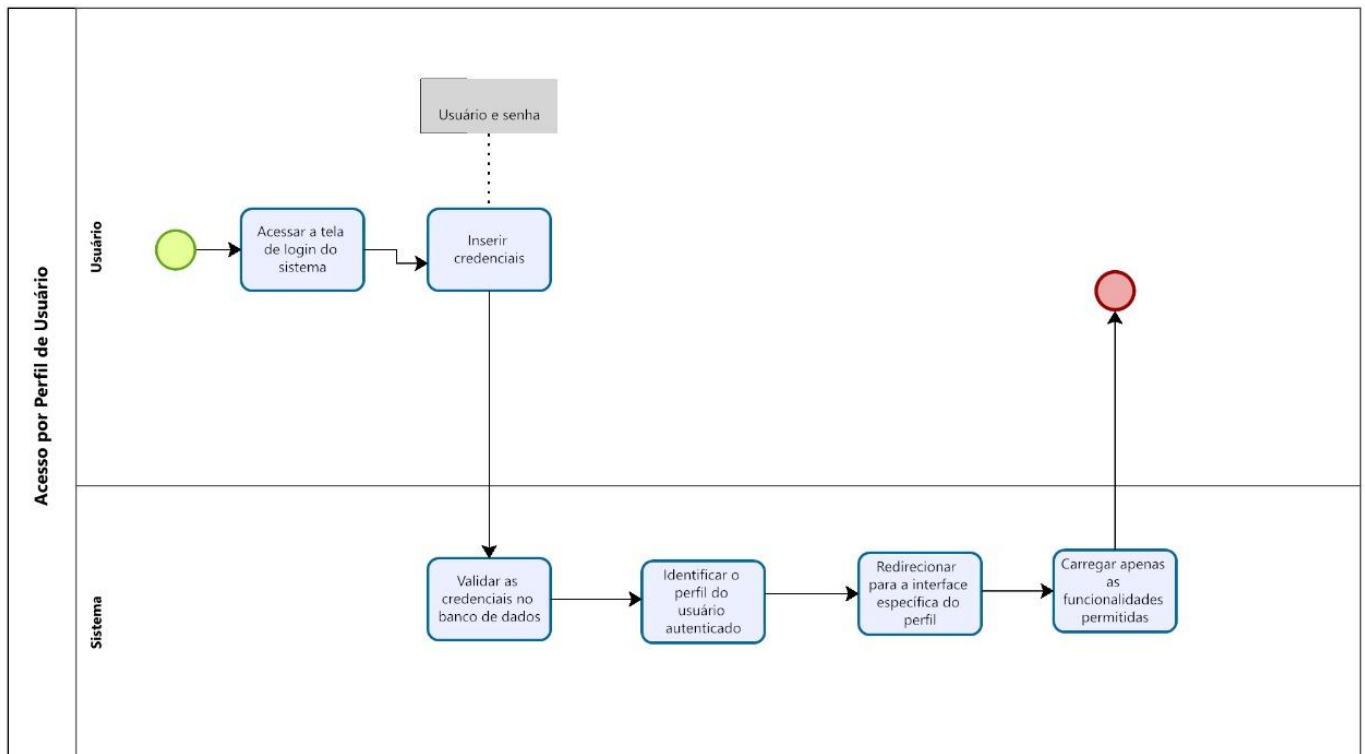 Acesso por Perfil de Usuário
Usuário
Usuário e senha
Acessar a tela
de login do
sistema
Inserir
credenciais
Sistema
Validar as
credenciais no
banco de dados
Identificar o
perfil do
usuário
autenticado
Redirecionar
para a interface
específica do
perfil
Carregar apenas
as
funcionalidades
permitidas